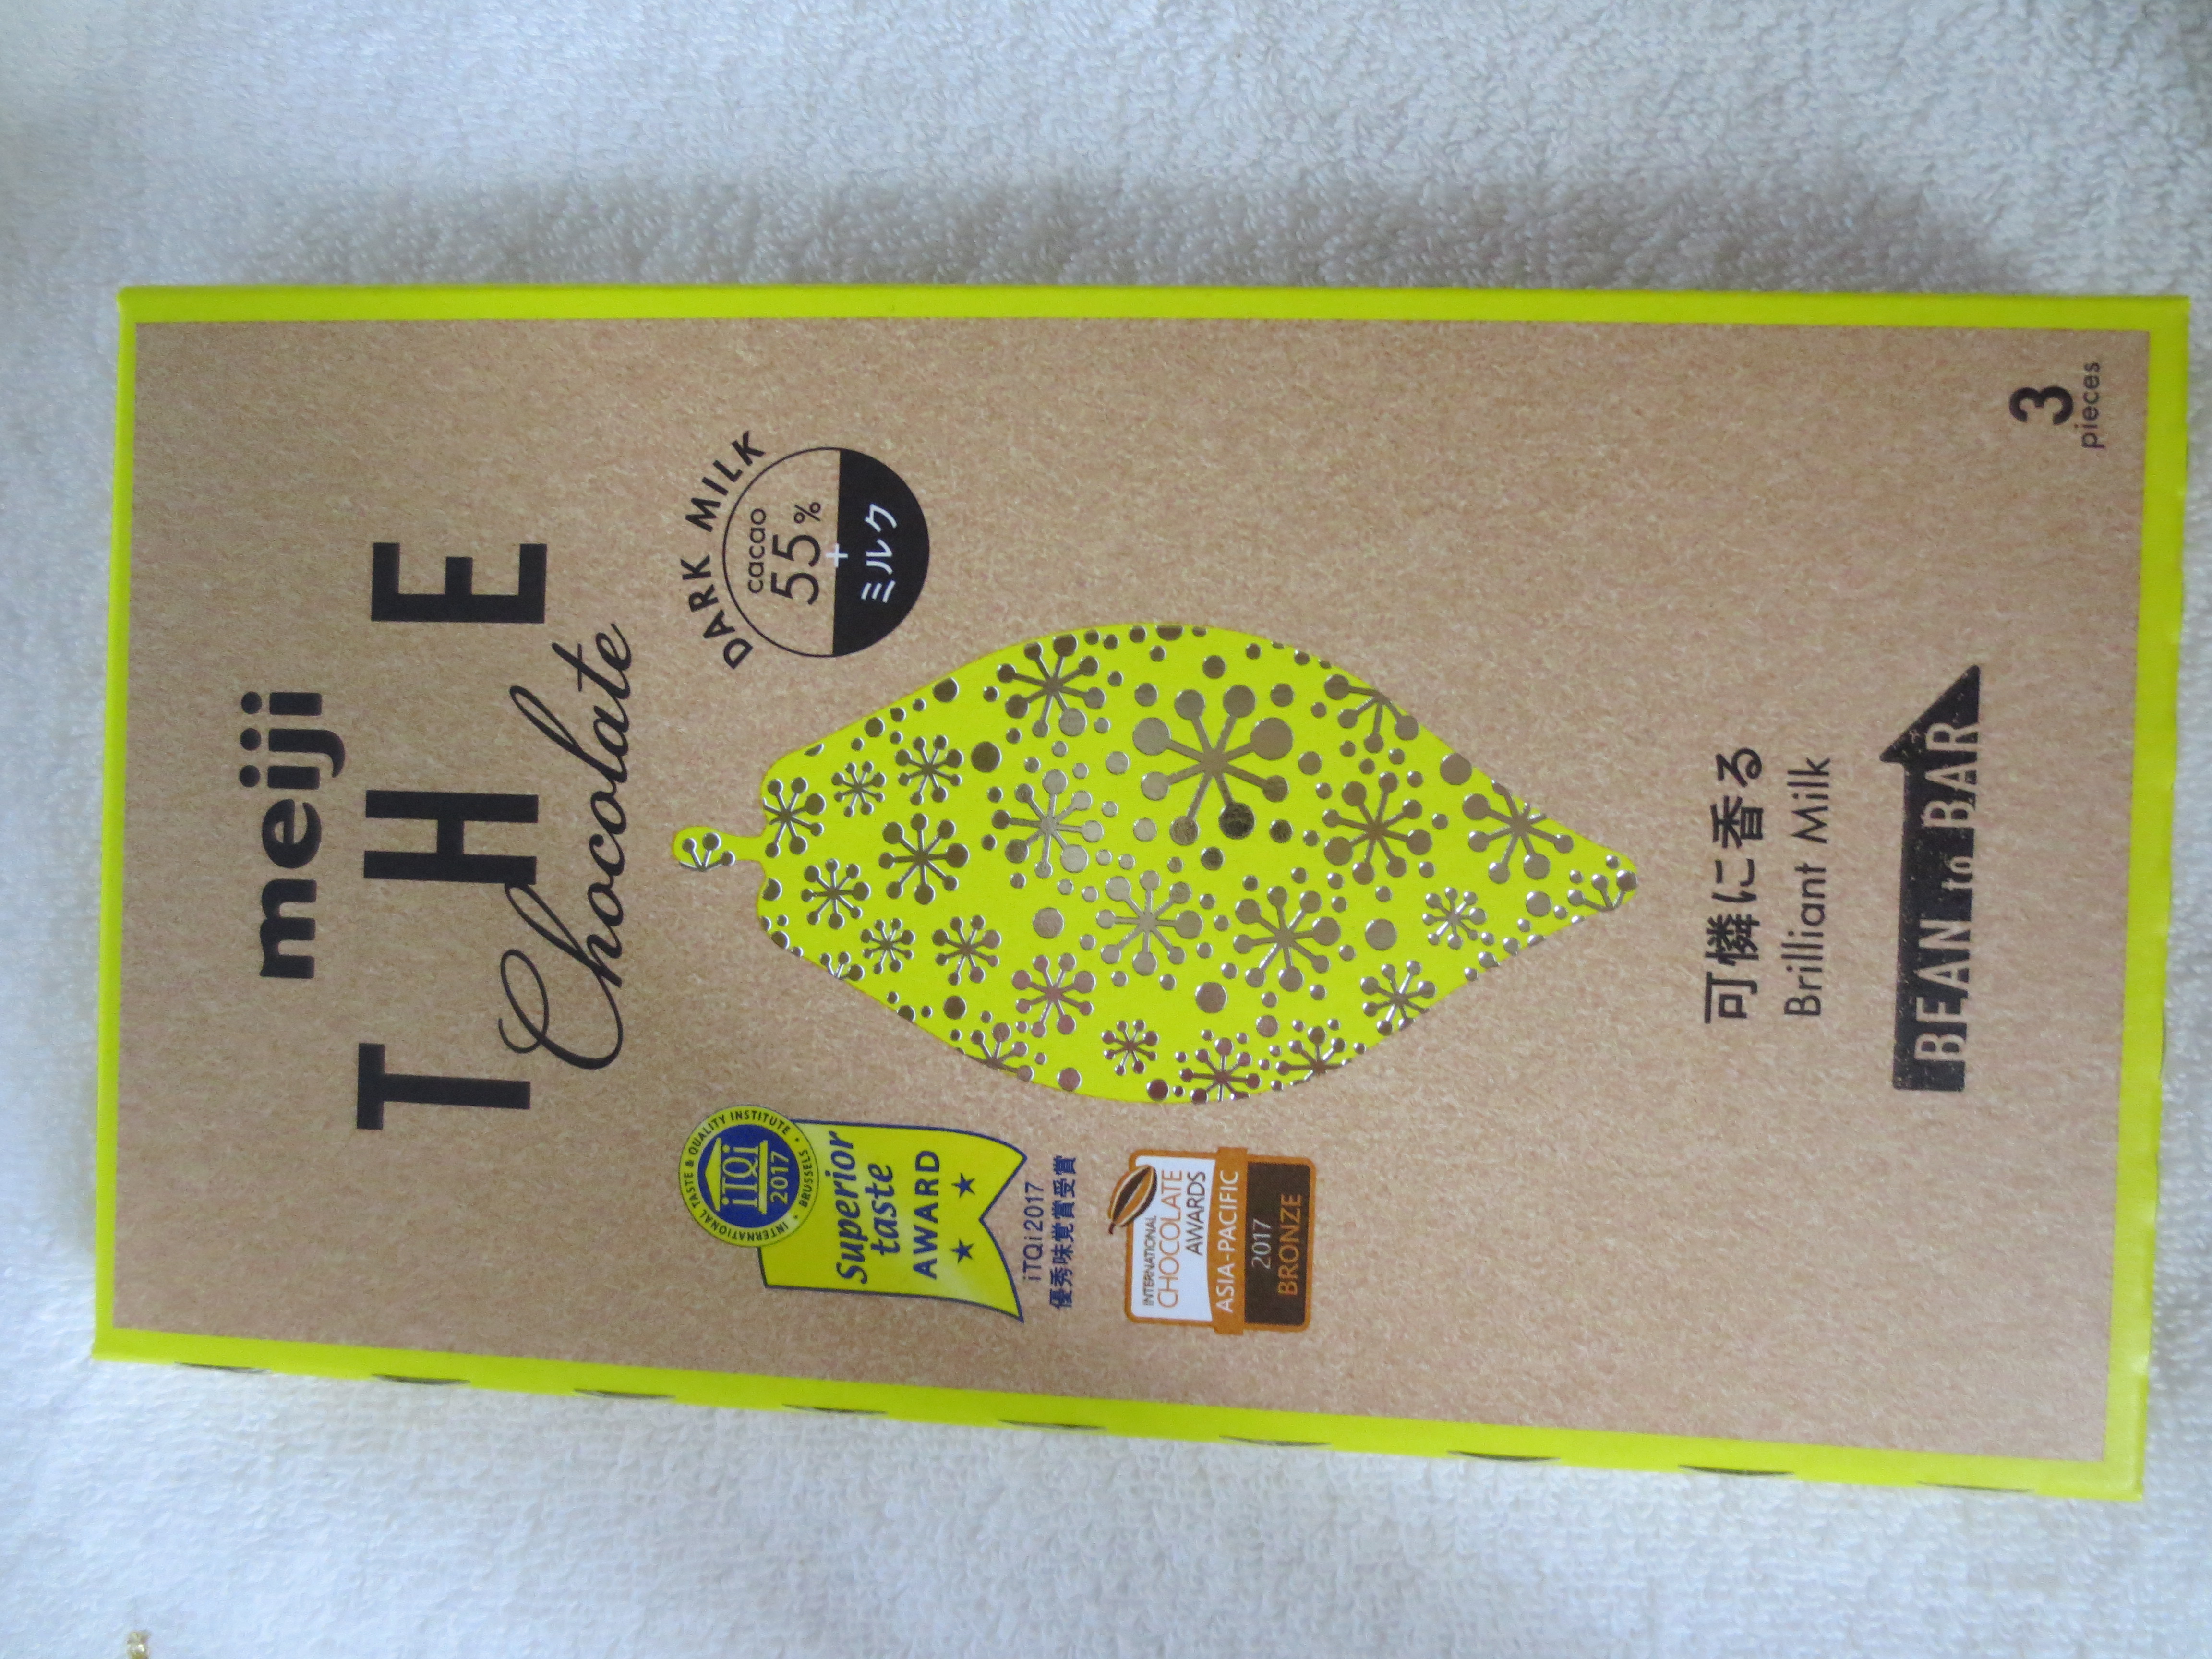 meiji
THE
Chocolate
DARK MILK
cacao
55%
+
ミルク
INTERNATIONAL TASTE & QUALITY INSTITUTE • BRUSSELS •
iTQi
2017
Superior
taste
AWARD
iTQi2017
優秀味覚賞受賞
INTERNATIONAL
CHOCOLATE
AWARDS
ASIA-PACIFIC
2017
BRONZE
可憐に香る
Brilliant Milk
BEAN to BAR
3
pieces